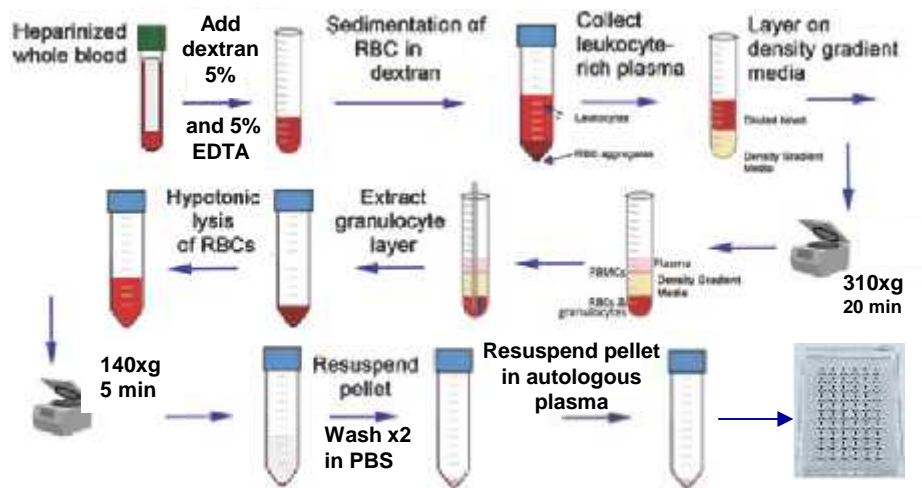 Heparinized
whole blood
Add
dextran
5%
and 5%
EDTA
Sedimentation of
RBC in
dextran
Collect
leukocyte-
rich plasma
Leukocytes
RBC aggregates
Layer on
density gradient
media
Diluted blood
Density Gradient
Media
310xg
20 min
Plasma
PBMCs
Density Gradient
Media
RBCs &
granulocytes
Extract
granulocyte
layer
Hypotonic
lysis
of RBCs
140xg
5 min
Resuspend
pellet
Wash x2
in PBS
Resuspend pellet
in autologous
plasma